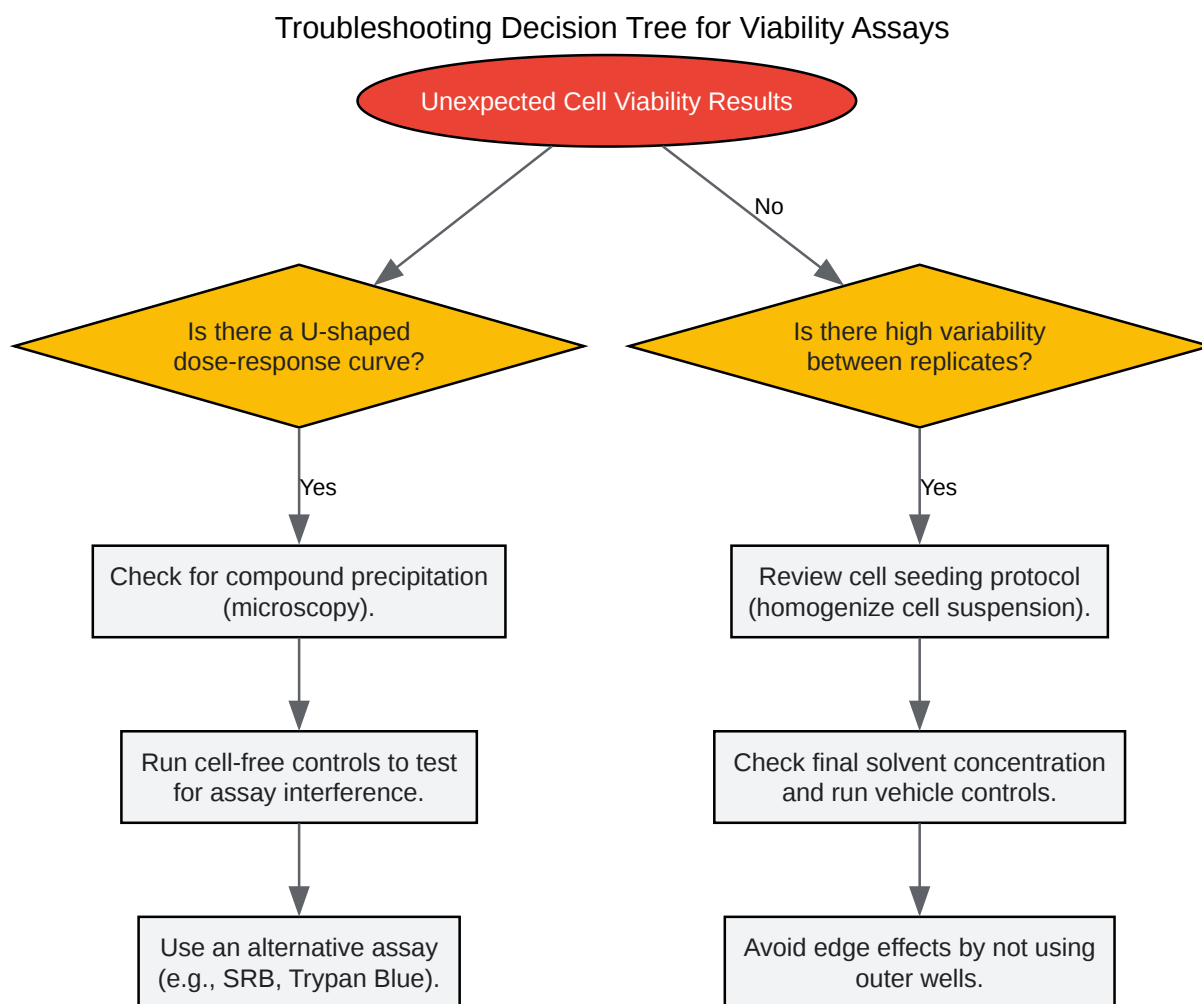 Troubleshooting Decision Tree for Viability Assays
Unexpected Cell Viability Results
No
Is there a U-shaped
dose-response curve?
Is there high variability
between replicates?
Yes
Yes
Check for compound precipitation
(microscopy).
Review cell seeding protocol
(homogenize cell suspension).
Run cell-free controls to test
for assay interference.
Check final solvent concentration
and run vehicle controls.
Use an alternative assay
(e.g., SRB, Trypan Blue).
Avoid edge effects by not using
outer wells.